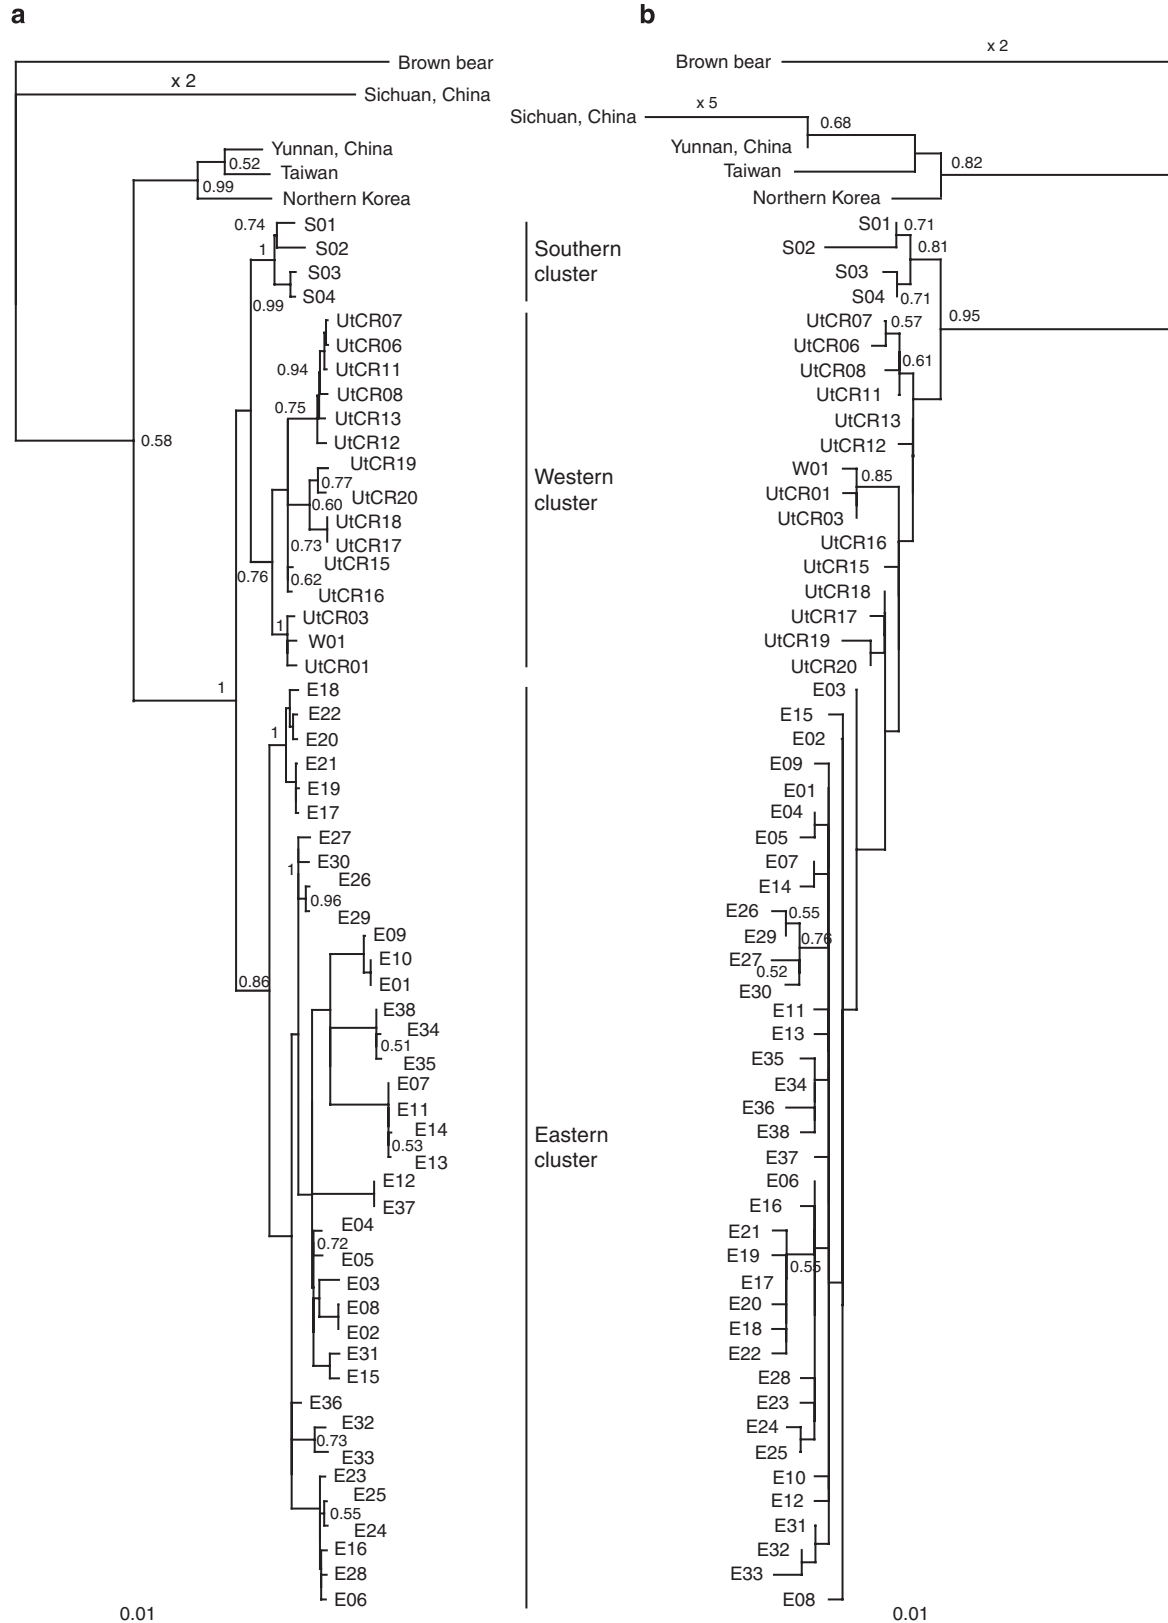 a
Brown bear
x 2
Sichuan, China
Yunnan, China
0.52
Taiwan
0.99
Northern Korea
0.74
S01
1
S02
S03
0.99
S04
Southern
cluster
UtCR07
UtCR06
0.94
UtCR11
UtCR08
0.75
UtCR13
UtCR12
0.58
UtCR19
0.77
UtCR20
0.60
UtCR18
0.73
UtCR17
UtCR15
0.76
0.62
UtCR16
UtCR03
1
W01
UtCR01
Western
cluster
1
E18
E22
1
E20
E21
E19
E17
E27
1
E30
E26
0.96
E29
E09
E10
0.86
E01
E38
E34
0.51
E35
E07
E11
E14
0.53
E13
E12
E37
E04
0.72
E05
E03
E08
E02
E31
E15
E36
E32
0.73
E33
E23
E25
0.55
E24
E16
E28
E06
Eastern
cluster
0.01
b
x 2
Brown bear
x 5
Sichuan, China
0.68
Yunnan, China
0.82
Taiwan
Northern Korea
S01
0.71
S02
0.81
S03
S04
0.71
0.95
UtCR07
0.57
UtCR06
0.61
UtCR08
UtCR11
UtCR13
UtCR12
W01
0.85
UtCR01
UtCR03
UtCR16
UtCR15
UtCR18
UtCR17
UtCR19
UtCR20
E03
E15
E02
E09
E01
E04
E05
E07
E14
E26
0.55
E29
0.76
E27
0.52
E30
E11
E13
E35
E34
E36
E38
E37
E06
E16
E21
E19
0.55
E17
E20
E18
E22
E28
E23
E24
E25
E10
E12
E31
E32
E33
E08
0.01